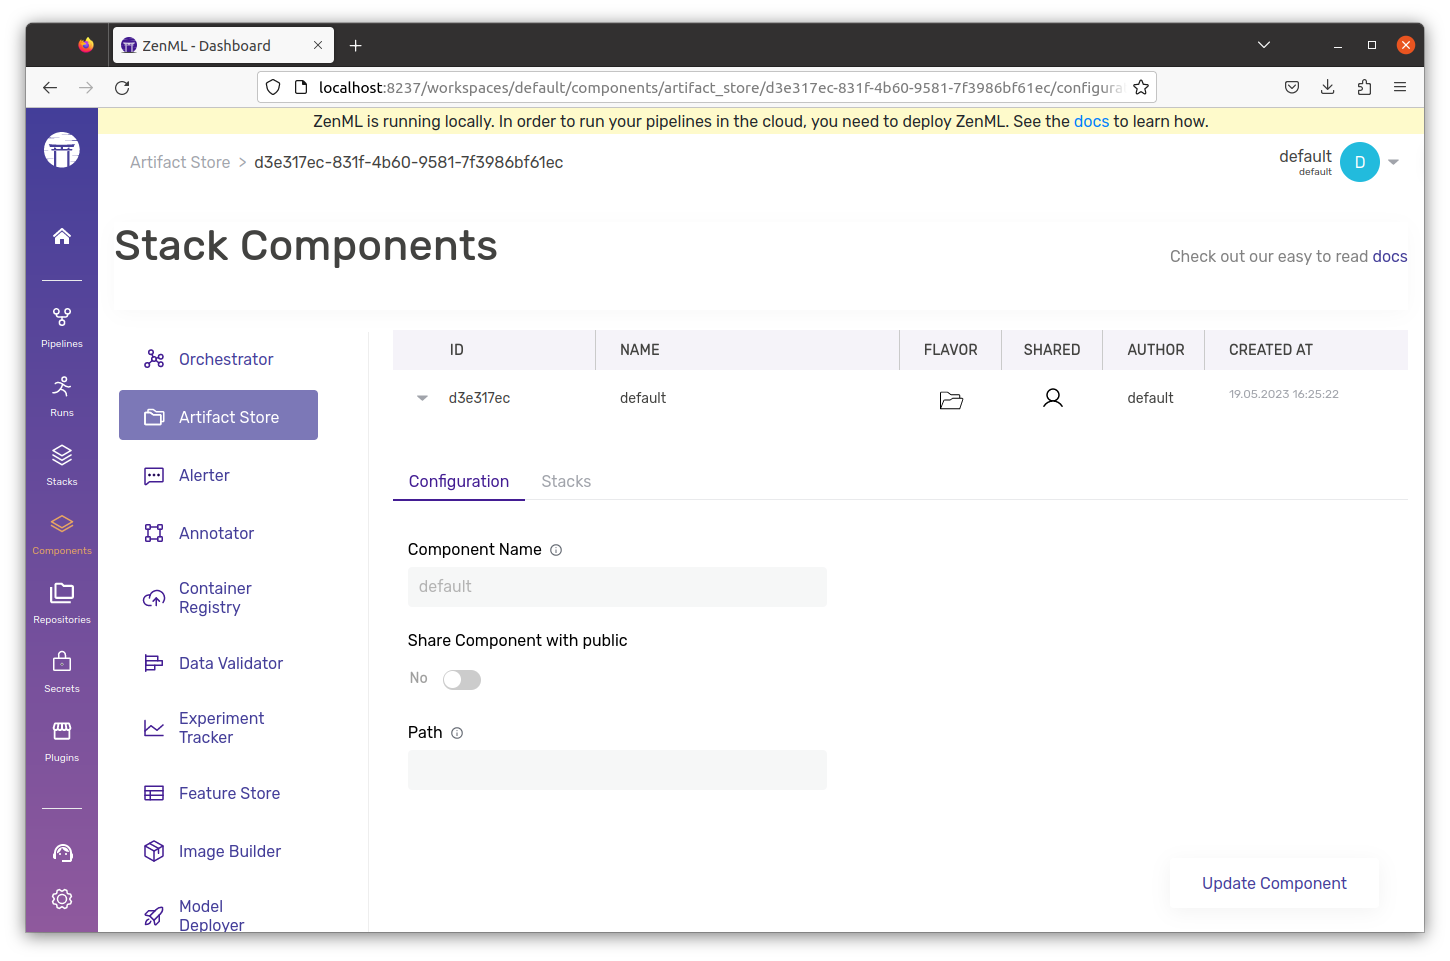 ZenML - Dashboard
localhost:8237/workspaces/default/components/artifact_store/d3e317ec-831f-4b60-9581-7f3986bf61ec/configura
ZenML is running locally. In order to run your pipelines in the cloud, you need to deploy ZenML. See the docs to learn how.
Artifact Store > d3e317ec-831f-4b60-9581-7f3986bf61ec
default
default
D
Stack Components
Check out our easy to read docs
Pipelines
Runs
Stacks
Components
Repositories
Secrets
Plugins
Orchestrator
Artifact Store
Alerter
Annotator
Container
Registry
Data Validator
Experiment
Tracker
Feature Store
Image Builder
Model
Deployer
ID NAME FLAVOR SHARED AUTHOR CREATED AT
d3e317ec default default 19.05.2023 16:25:22
Configuration Stacks
Component Name
default
Share Component with public
No
Path
Update Component